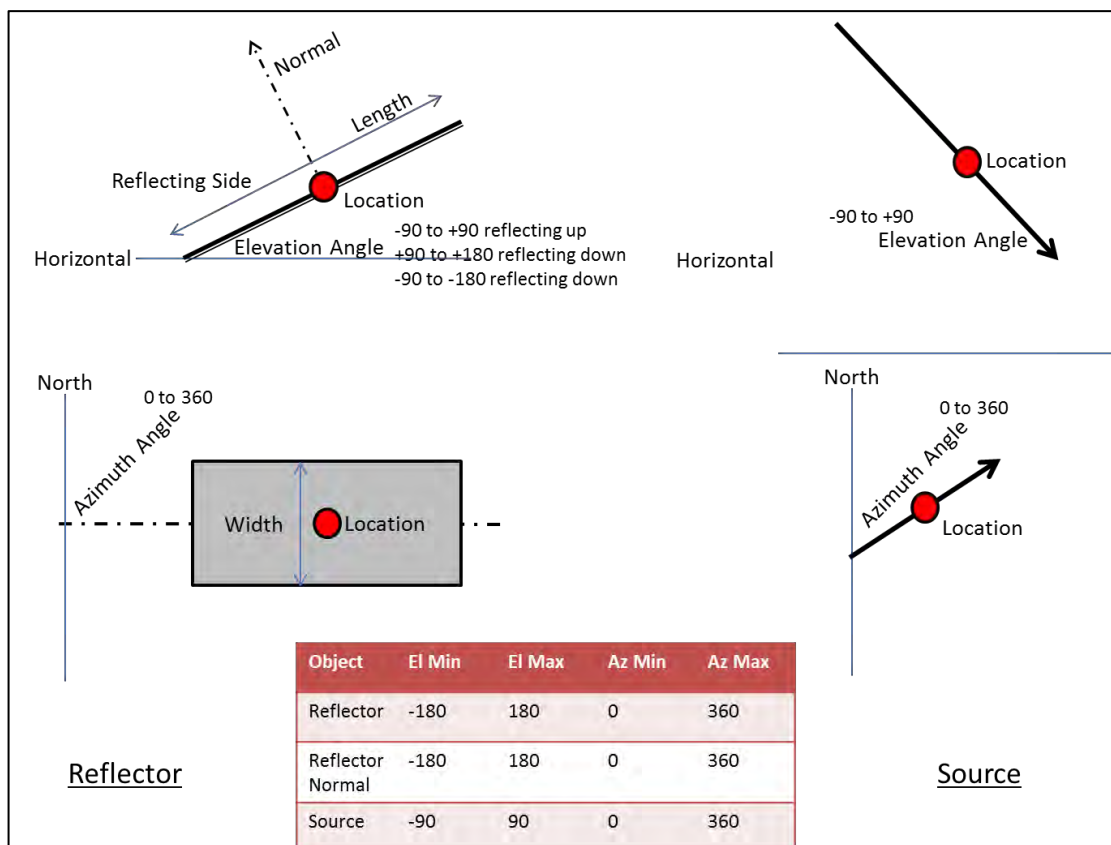 Normal
Length
Reflecting Side
Location
Elevation Angle
-90 to +90 reflecting up
+90 to +180 reflecting down
-90 to -180 reflecting down
Horizontal
Location
-90 to +90
Elevation Angle
Horizontal
North
0 to 360
Azimuth Angle
Width
Location
North
0 to 360
Azimuth Angle
Location
Object El Min El Max Az Min Az Max
Reflector -180 180 0 360
Reflector -180 180 0 360
Normal
Source -90 90 0 360
Reflector
Source